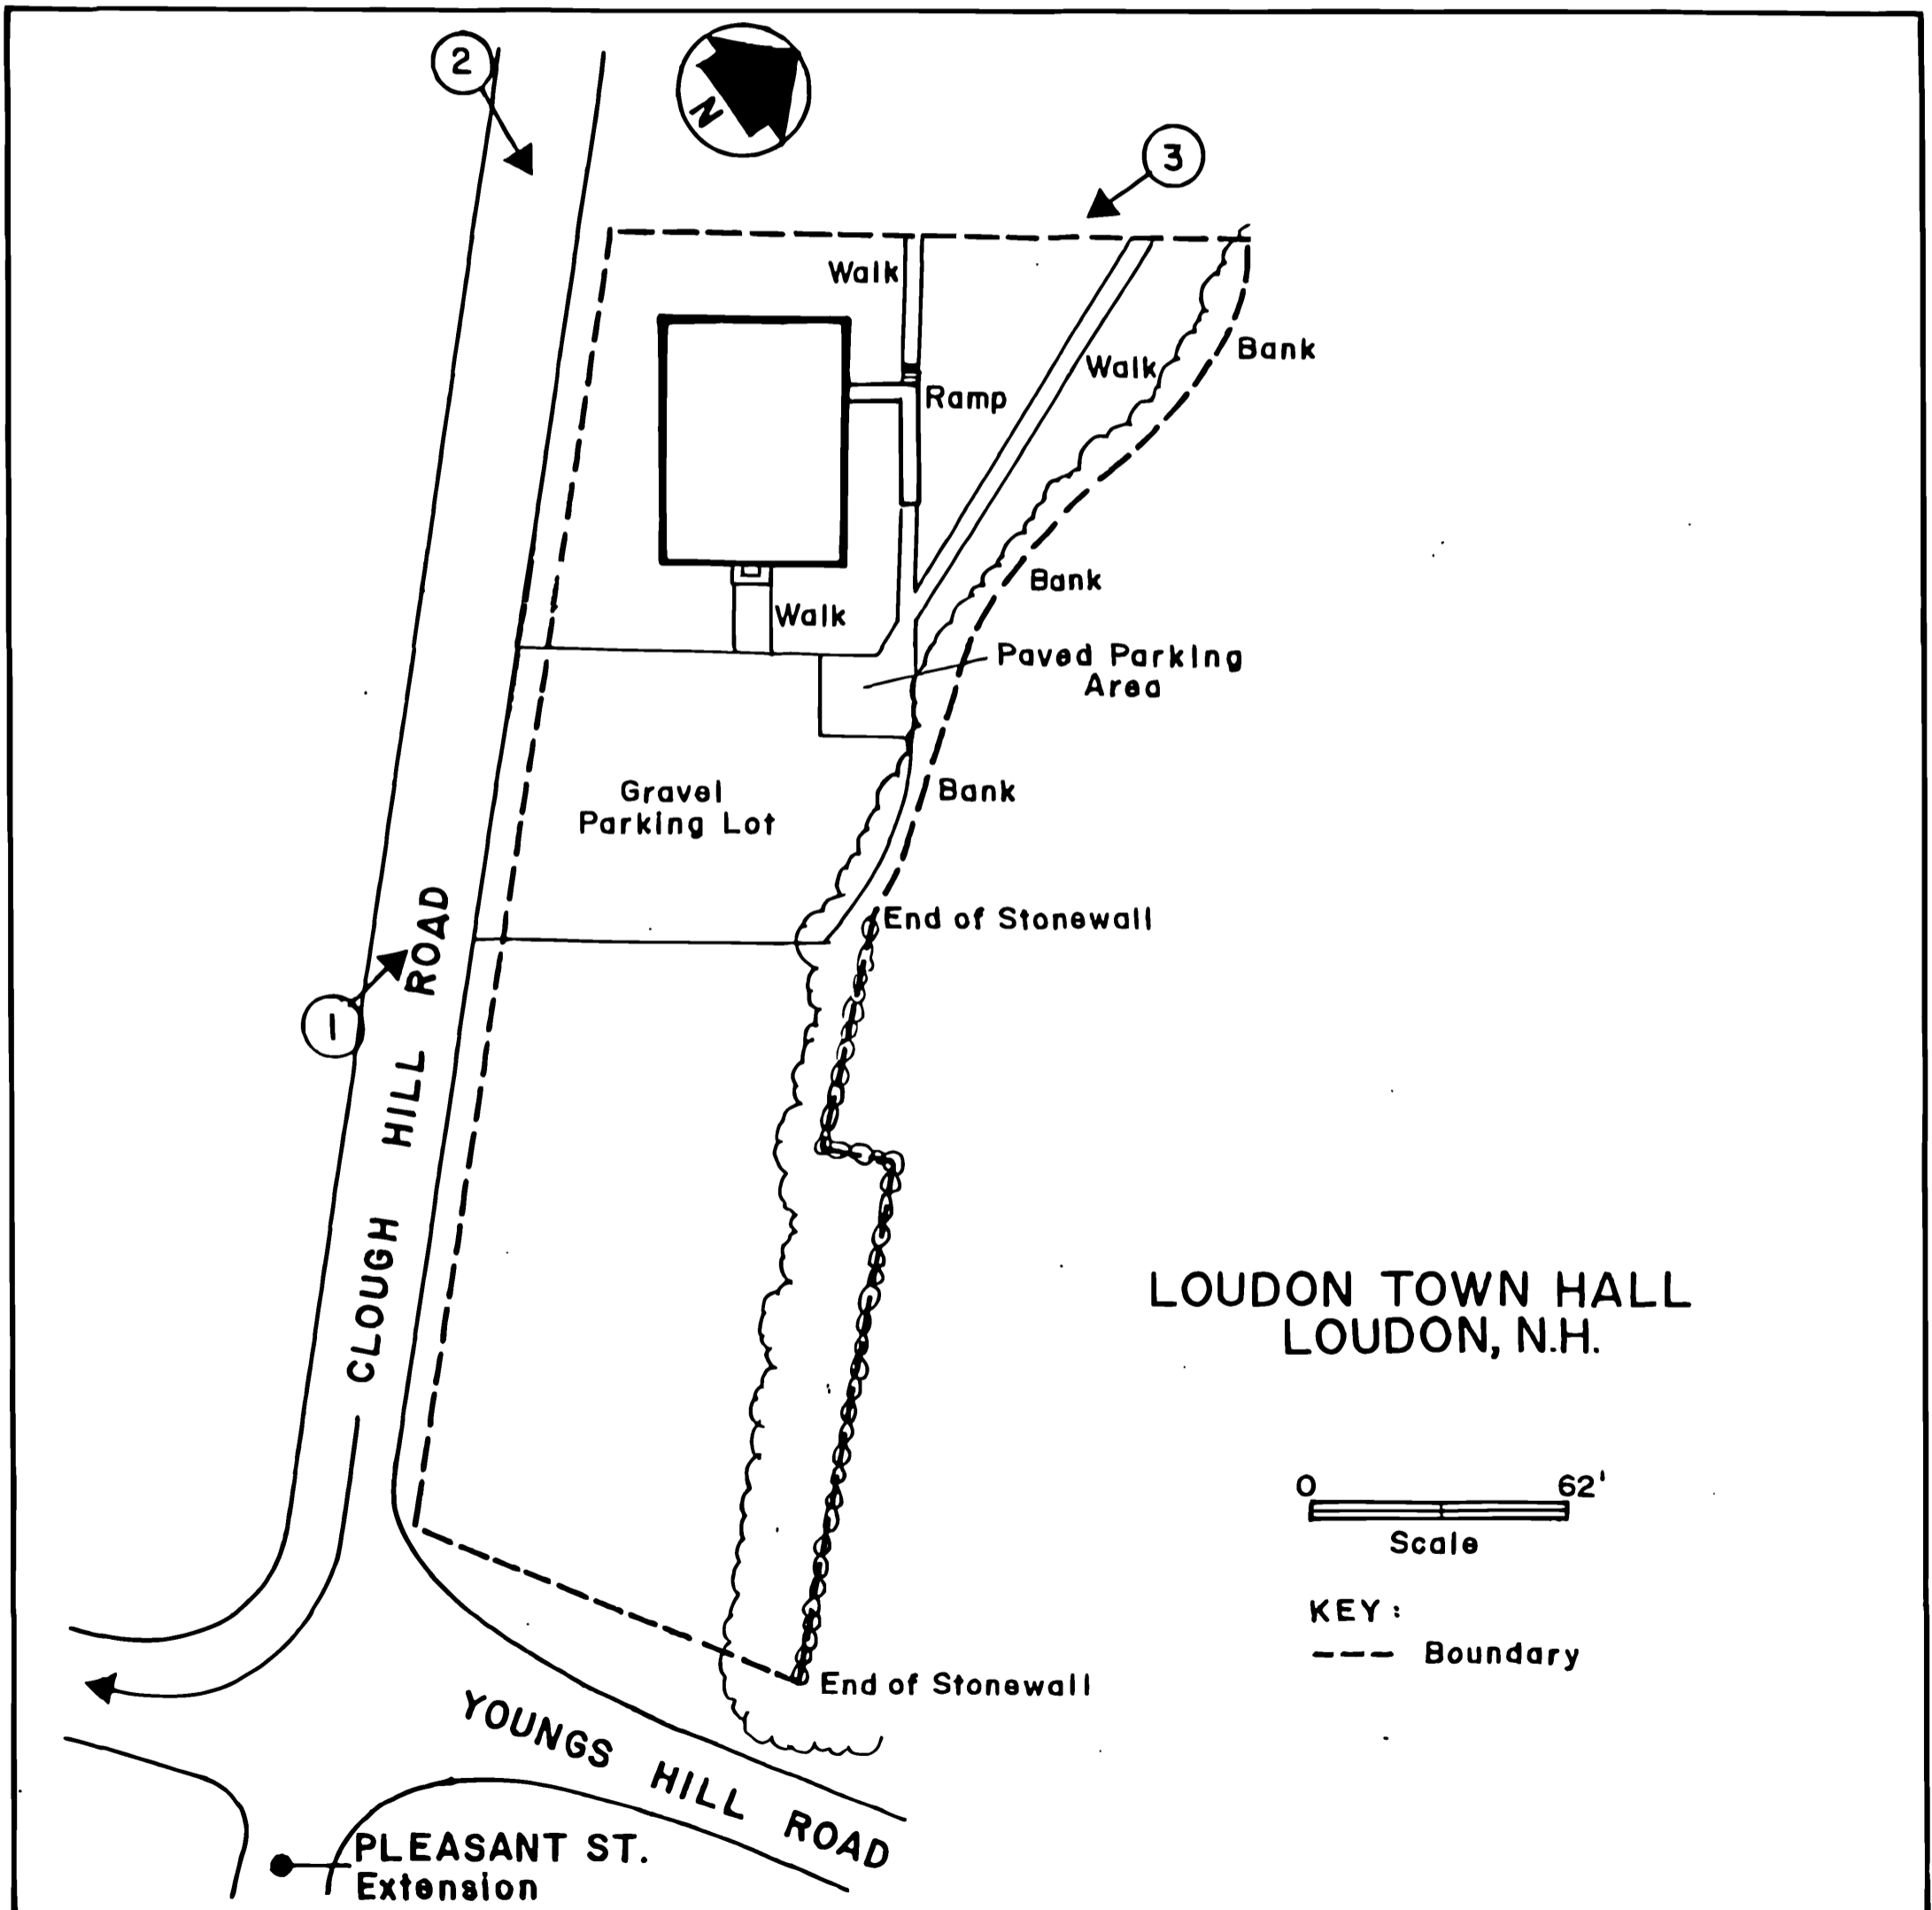 2
N
3
Walk
Bank
Walk
Ramp
Bank
Walk
Paved Parking
Area
Gravel
Parking Lot
Bank
End of Stonewall
1
CLOUGH HILL ROAD
LOUDON TOWN HALL
LOUDON, N.H.
0 62'
Scale
KEY:
Boundary
End of Stonewall
YOUNGS HILL ROAD
PLEASANT ST.
Extension